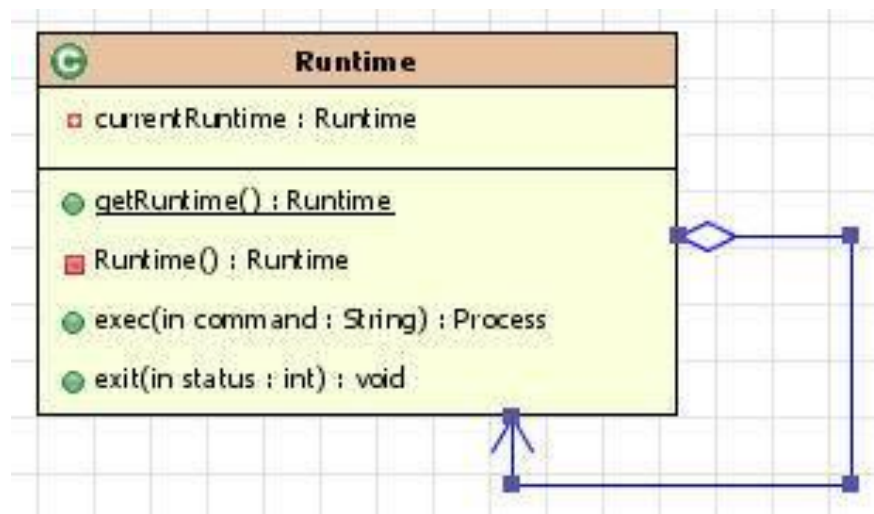 C
Runtime
currentRuntime : Runtime
getRuntime() : Runtime
Runtime() : Runtime
exec(in command : String) : Process
exit(in status : int) : void